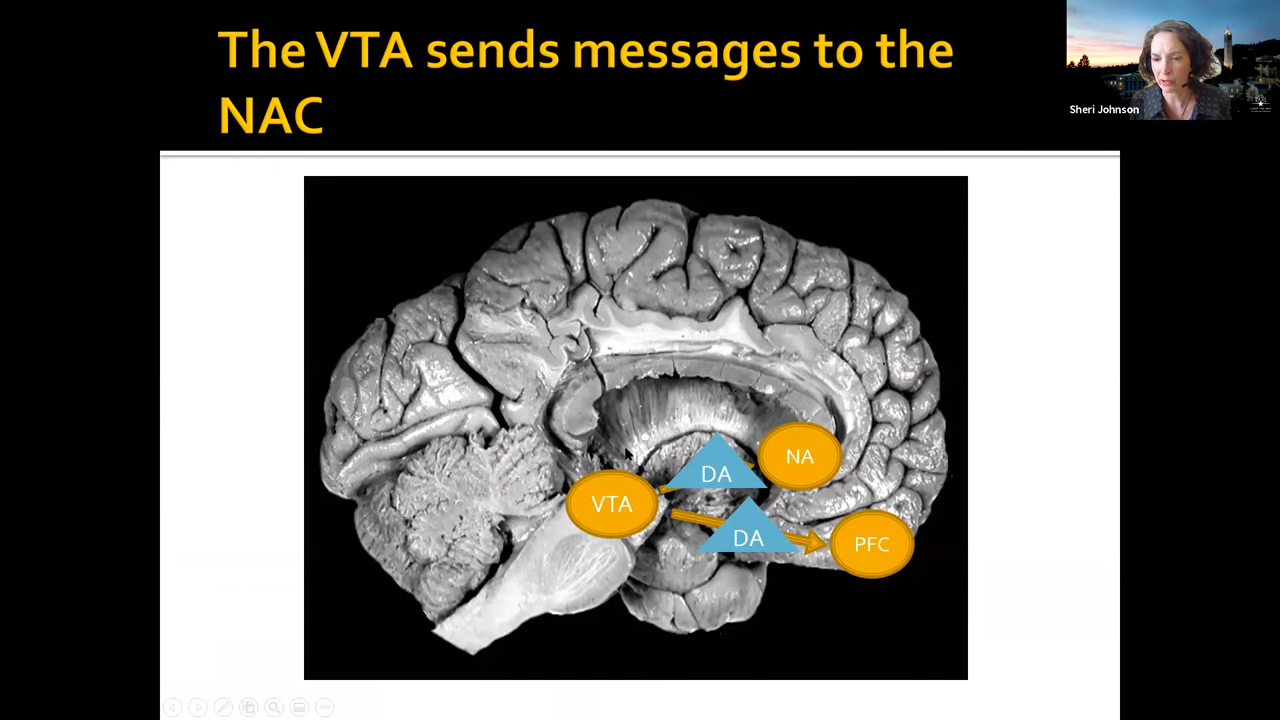 The VTA sends messages to the
NAC
Sheri Johnson
NA
DA
VTA
DA
PFC